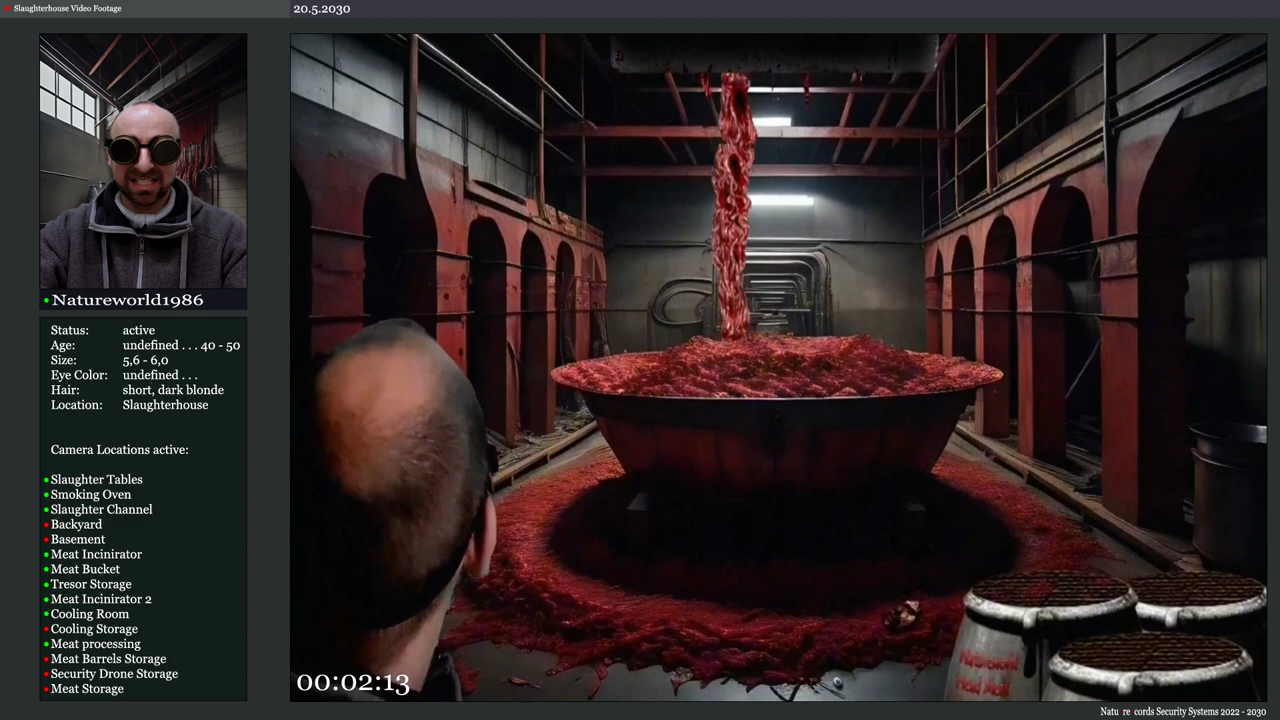 Slaughterhouse Video Footage
20.5.2030
Natureworld1986
Status: active
Age: undefined . . . 40 - 50
Size: 5,6 - 6,0
Eye Color: undefined . . .
Hair: short, dark blonde
Location: Slaughterhouse
Camera Locations active:
Slaughter Tables
Smoking Oven
Slaughter Channel
Backyard
Basement
Meat Incinirator
Meat Bucket
Tresor Storage
Meat Incinirator 2
Cooling Room
Cooling Storage
Meat processing
Meat Barrels Storage
Security Drone Storage
Meat Storage
00:02:13
Natureworld
Head Meat
Natu re cords Security Systems 2022 - 2030